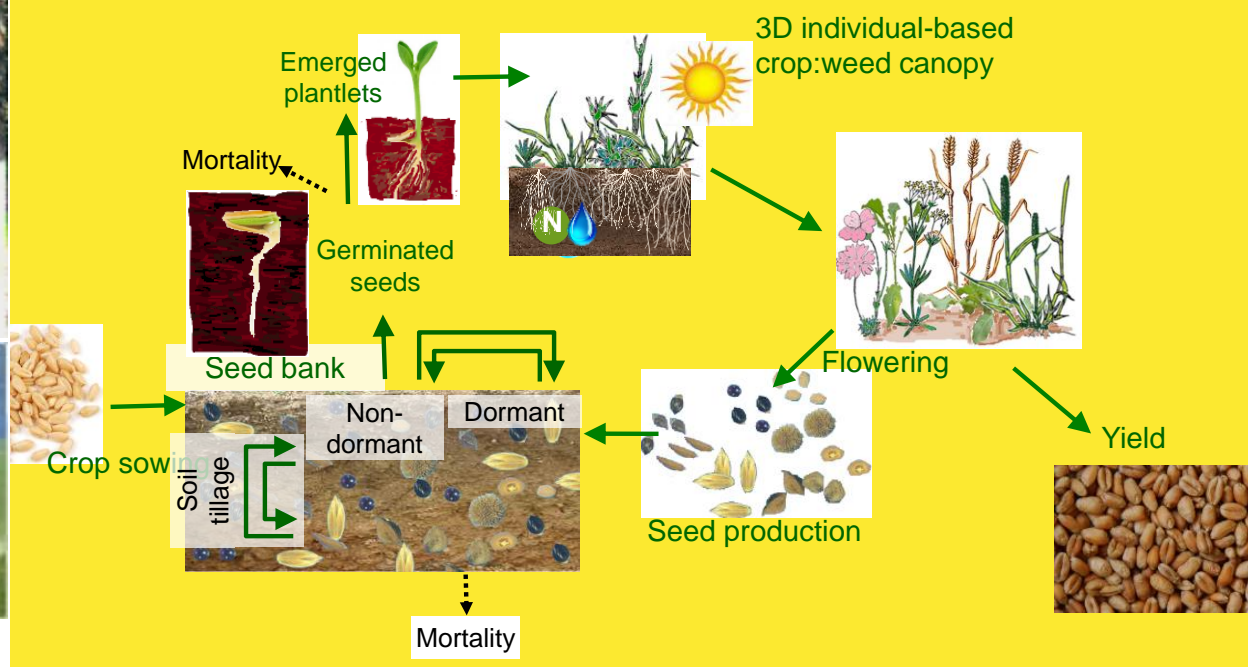 3D individual-based
crop:weed canopy
Emerged
plantlets
Mortality
N
Germinated
seeds
Seed bank
Flowering
Non-
dormant
Dormant
Yield
Crop sowing
Soil
tillage
Seed production
Mortality